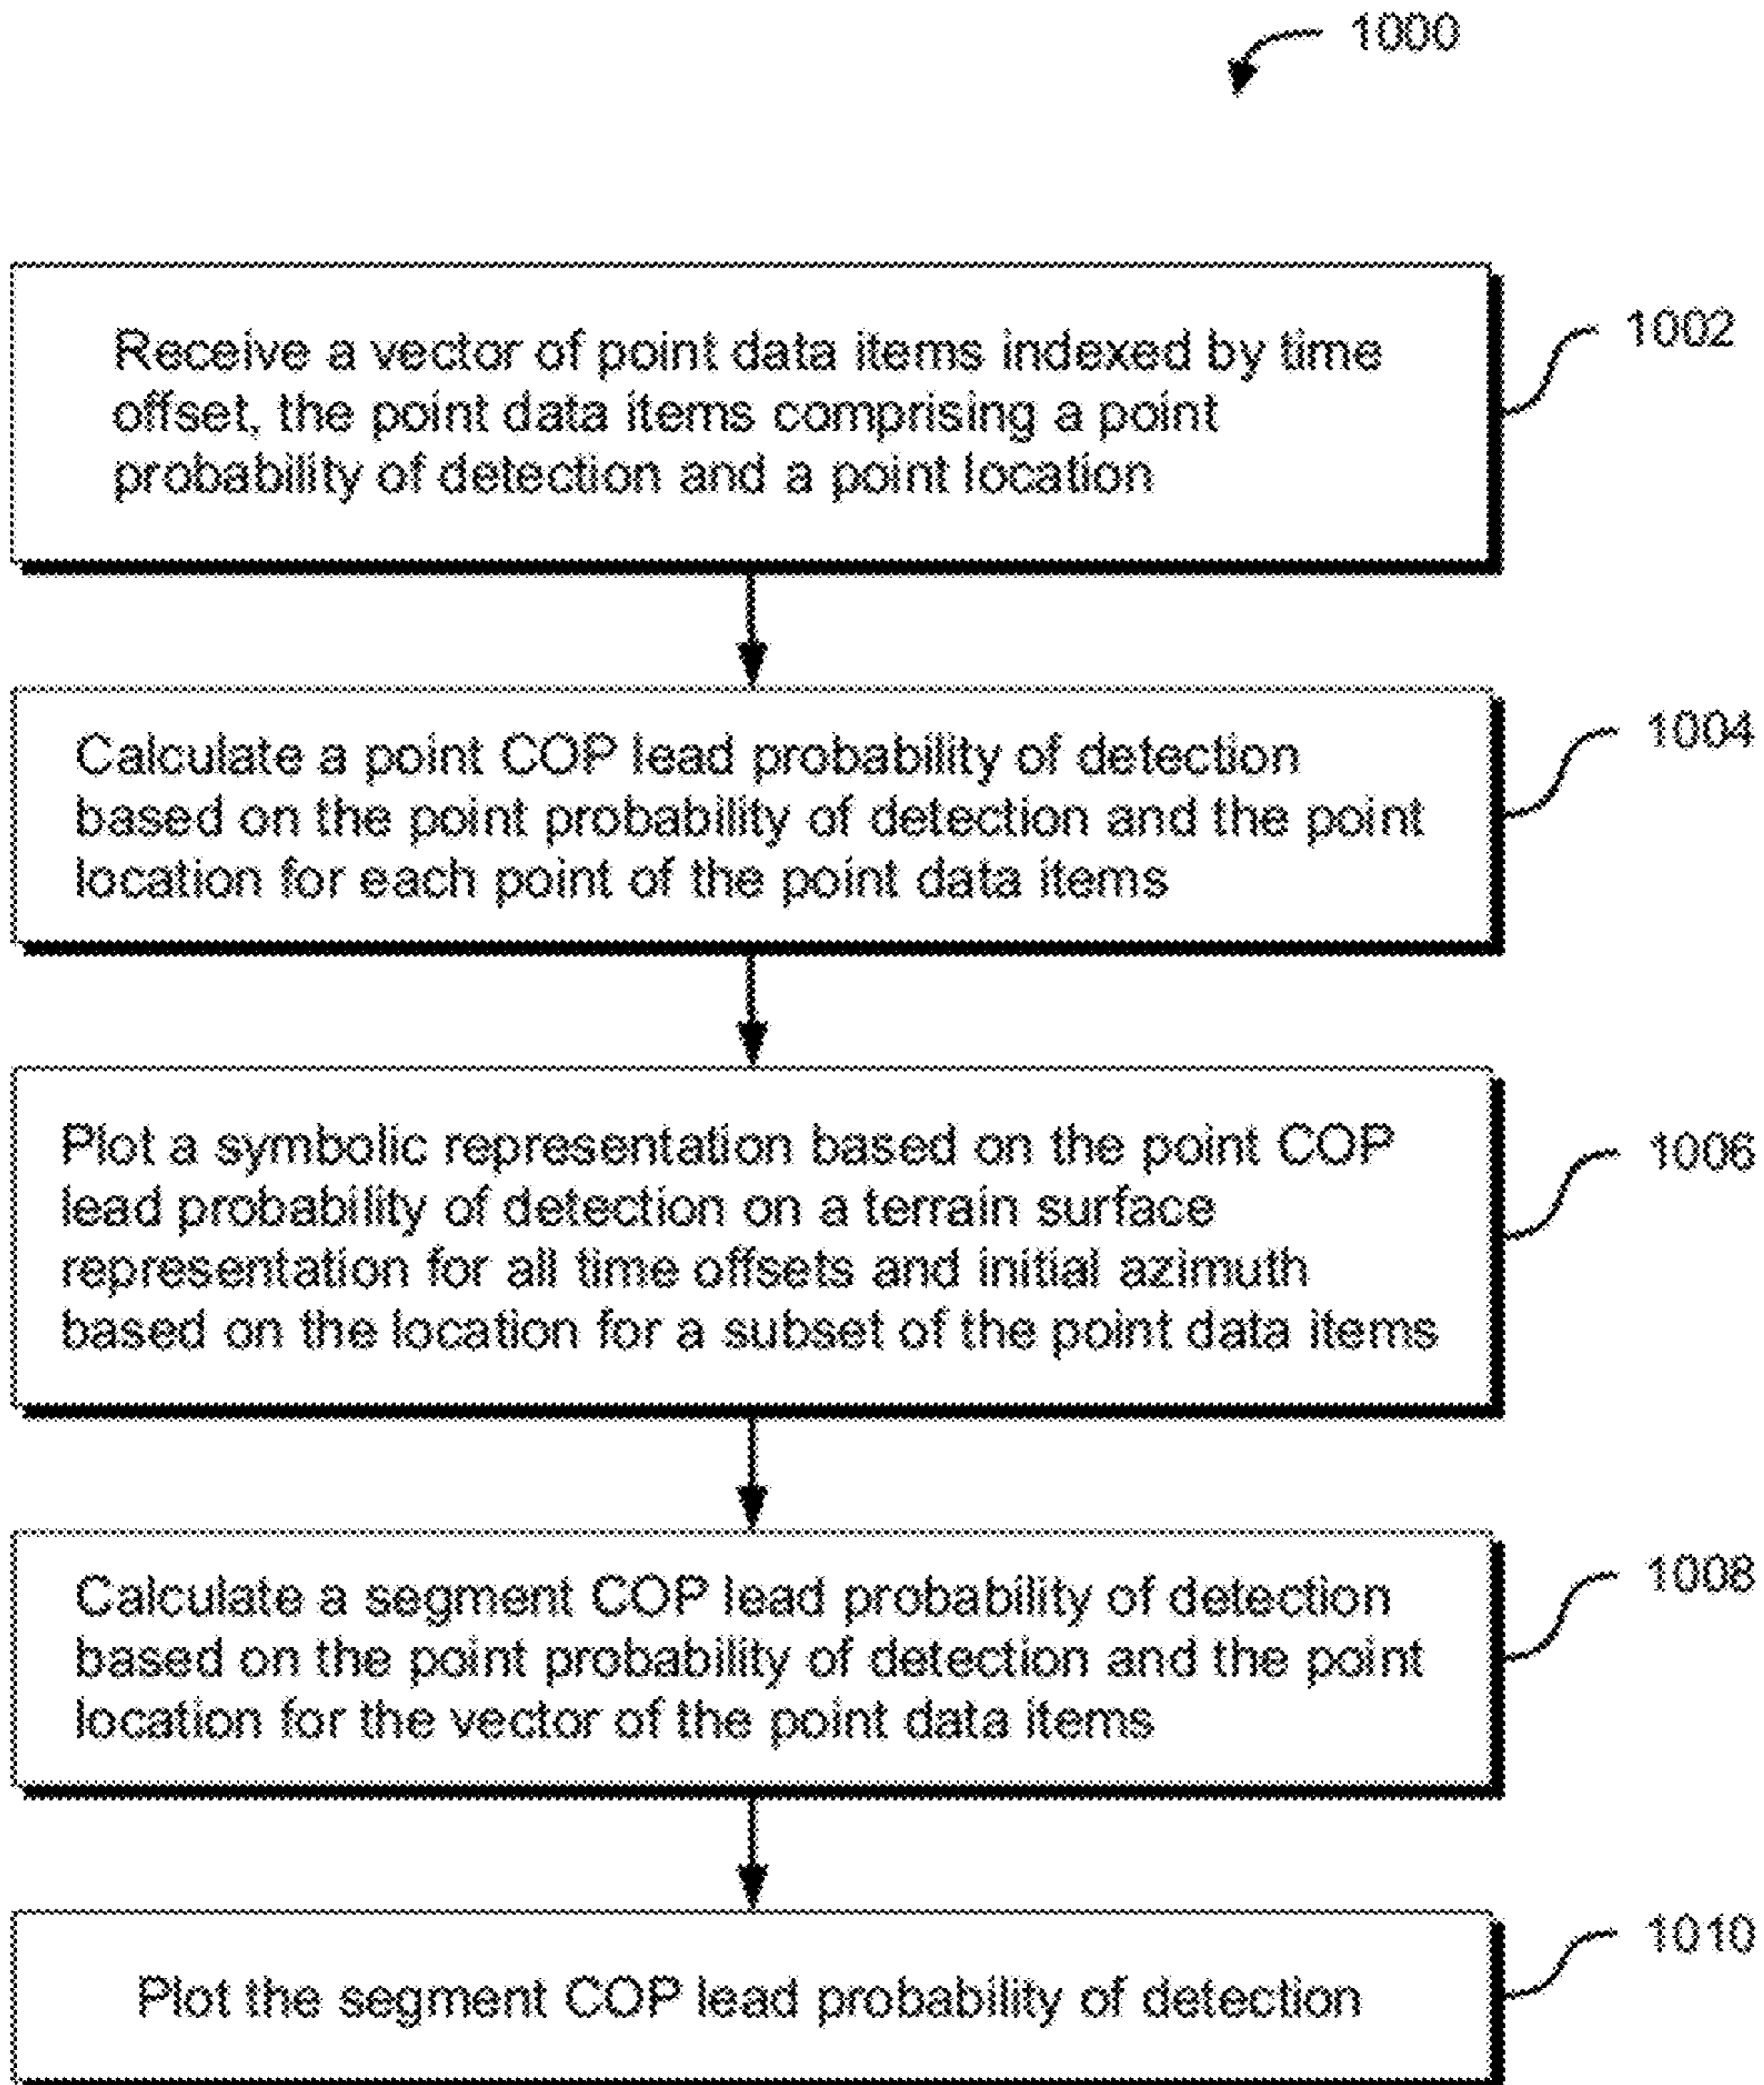 1000
Receive a vector of point data items indexed by time
offset, the point data items comprising a point
probability of detection and a point location
1002
Calculate a point COP lead probability of detection
based on the point probability of detection and the point
location for each point of the point data items
1004
Plot a symbolic representation based on the point COP
lead probability of detection on a terrain surface
representation for all time offsets and initial azimuth
based on the location for a subset of the point data items
1006
Calculate a segment COP lead probability of detection
based on the point probability of detection and the point
location for the vector of the point data items
1008
Plot the segment COP lead probability of detection
1010